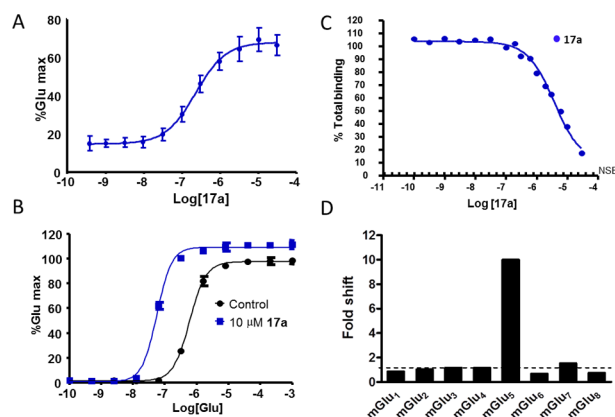 A
%Glu max
80
60
40
20
0
-10 -9 -8 -7 -6 -5 -4
Log[17a]
B
%Glu max
120
100
80
60
40
20
0
-10 -9 -8 -7 -6 -5 -4 -3
Log[Glu]
Control
10 µM 17a
C
% Totalbinding
120
110
100
90
80
70
60
50
40
30
20
10
0
-11 -10 -9 -8 -7 -6 -5 -4
Log [17a]
17a
NSB
D
Fold shift
12
10
8
6
4
2
0
mGlu1 mGlu2 mGlu3 mGlu4 mGlu5 mGlu6 mGlu7 mGlu8